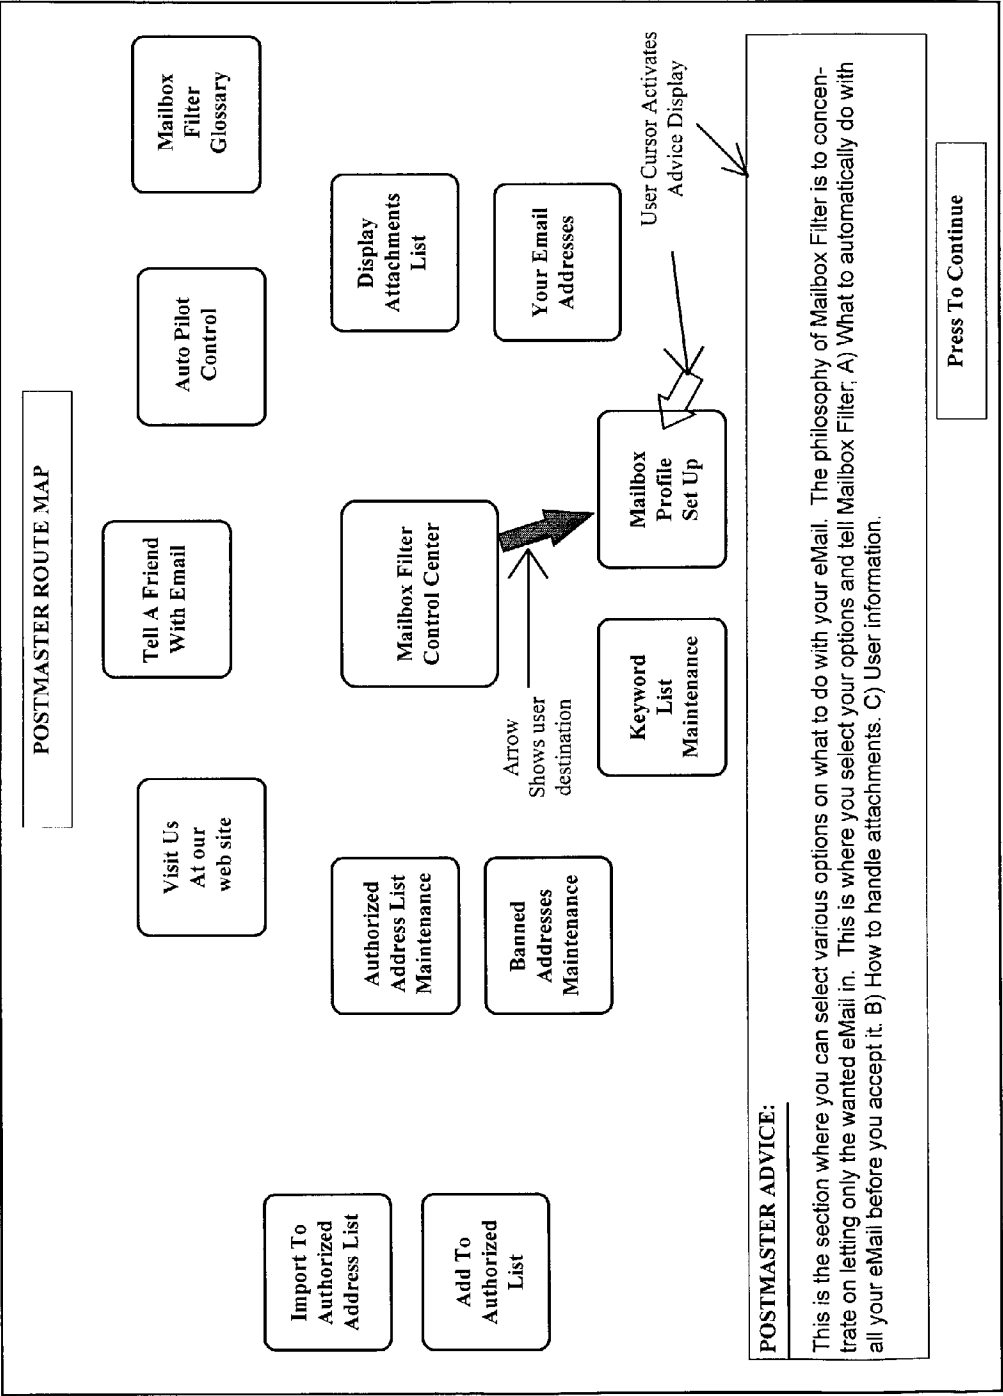 POSTMASTER ROUTE MAP
Tell A Friend
With Email
Visit Us
At our
web site
Auto Pilot
Control
Mailbox
Filter
Glossary
Import To
Authorized
Address List
Authorized
Address List
Maintenance
Mailbox Filter
Control Center
Display
Attachments
List
Add To
Authorized
List
Banned
Addresses
Maintenance
Arrow
Shows user
destination
Your Email
Addresses
Keyword
List
Maintenance
Mailbox
Profile
Set Up
User Cursor Activates
Advice Display
POSTMASTER ADVICE:
This is the section where you can select various options on what to do with your eMail. The philosophy of Mailbox Filter is to concen-
trate on letting only the wanted eMail in. This is where you select your options and tell Mailbox Filter; A) What to automatically do with
all your eMail before you accept it. B) How to handle attachments. C) User information.
Press To Continue